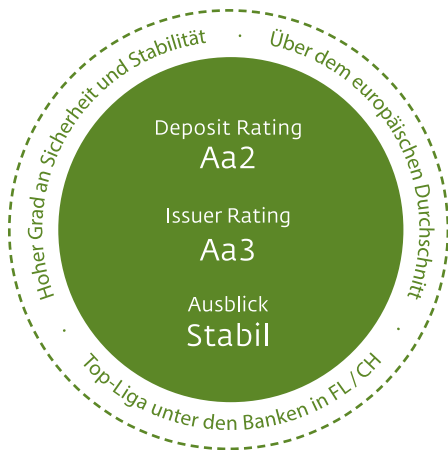 Hoher Grad an Sicherheit und Stabilität
·
Über dem europäischen Durchschnitt
·
Top-Liga unter den Banken in FL / CH
·
Deposit Rating
Aa2
Issuer Rating
Aa3
Ausblick
Stabil